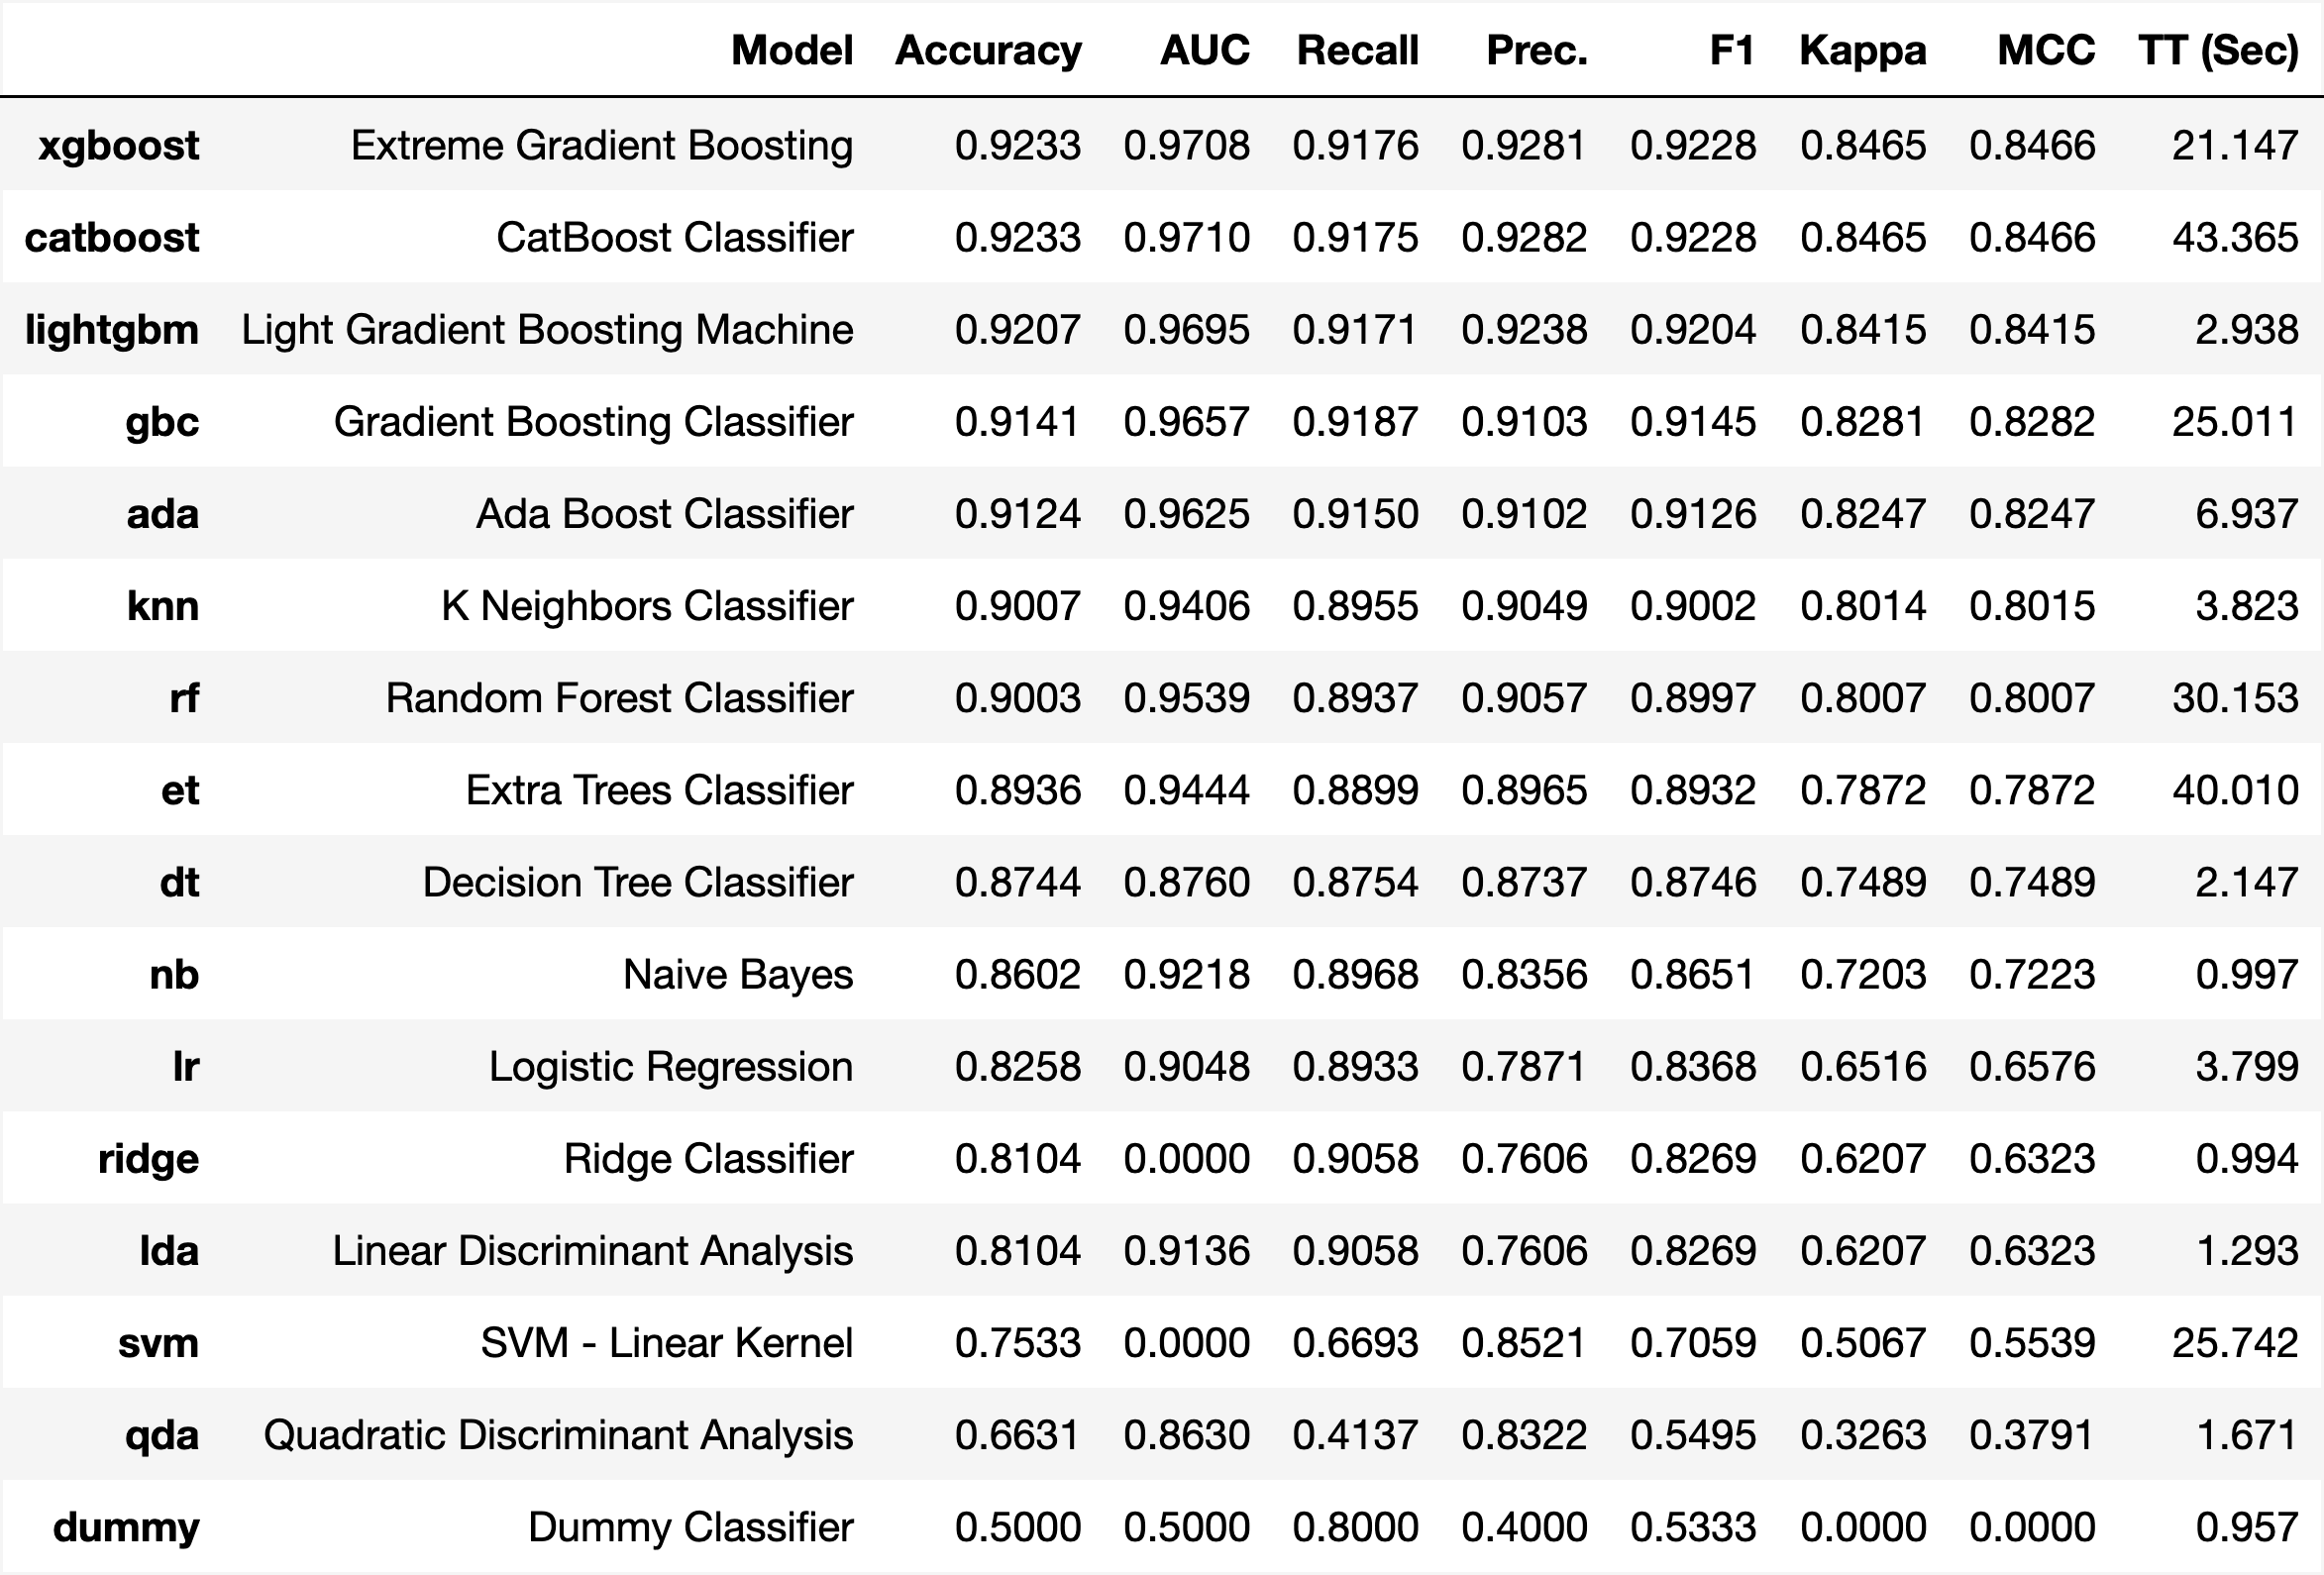 Model Accuracy AUC Recall Prec. F1 Kappa MCC TT (Sec)
xgboost Extreme Gradient Boosting 0.9233 0.9708 0.9176 0.9281 0.9228 0.8465 0.8466 21.147
catboost CatBoost Classifier 0.9233 0.9710 0.9175 0.9282 0.9228 0.8465 0.8466 43.365
lightgbm Light Gradient Boosting Machine 0.9207 0.9695 0.9171 0.9238 0.9204 0.8415 0.8415 2.938
gbc Gradient Boosting Classifier 0.9141 0.9657 0.9187 0.9103 0.9145 0.8281 0.8282 25.011
ada Ada Boost Classifier 0.9124 0.9625 0.9150 0.9102 0.9126 0.8247 0.8247 6.937
knn K Neighbors Classifier 0.9007 0.9406 0.8955 0.9049 0.9002 0.8014 0.8015 3.823
rf Random Forest Classifier 0.9003 0.9539 0.8937 0.9057 0.8997 0.8007 0.8007 30.153
et Extra Trees Classifier 0.8936 0.9444 0.8899 0.8965 0.8932 0.7872 0.7872 40.010
dt Decision Tree Classifier 0.8744 0.8760 0.8754 0.8737 0.8746 0.7489 0.7489 2.147
nb Naive Bayes 0.8602 0.9218 0.8968 0.8356 0.8651 0.7203 0.7223 0.997
lr Logistic Regression 0.8258 0.9048 0.8933 0.7871 0.8368 0.6516 0.6576 3.799
ridge Ridge Classifier 0.8104 0.0000 0.9058 0.7606 0.8269 0.6207 0.6323 0.994
lda Linear Discriminant Analysis 0.8104 0.9136 0.9058 0.7606 0.8269 0.6207 0.6323 1.293
svm SVM - Linear Kernel 0.7533 0.0000 0.6693 0.8521 0.7059 0.5067 0.5539 25.742
qda Quadratic Discriminant Analysis 0.6631 0.8630 0.4137 0.8322 0.5495 0.3263 0.3791 1.671
dummy Dummy Classifier 0.5000 0.5000 0.8000 0.4000 0.5333 0.0000 0.0000 0.957